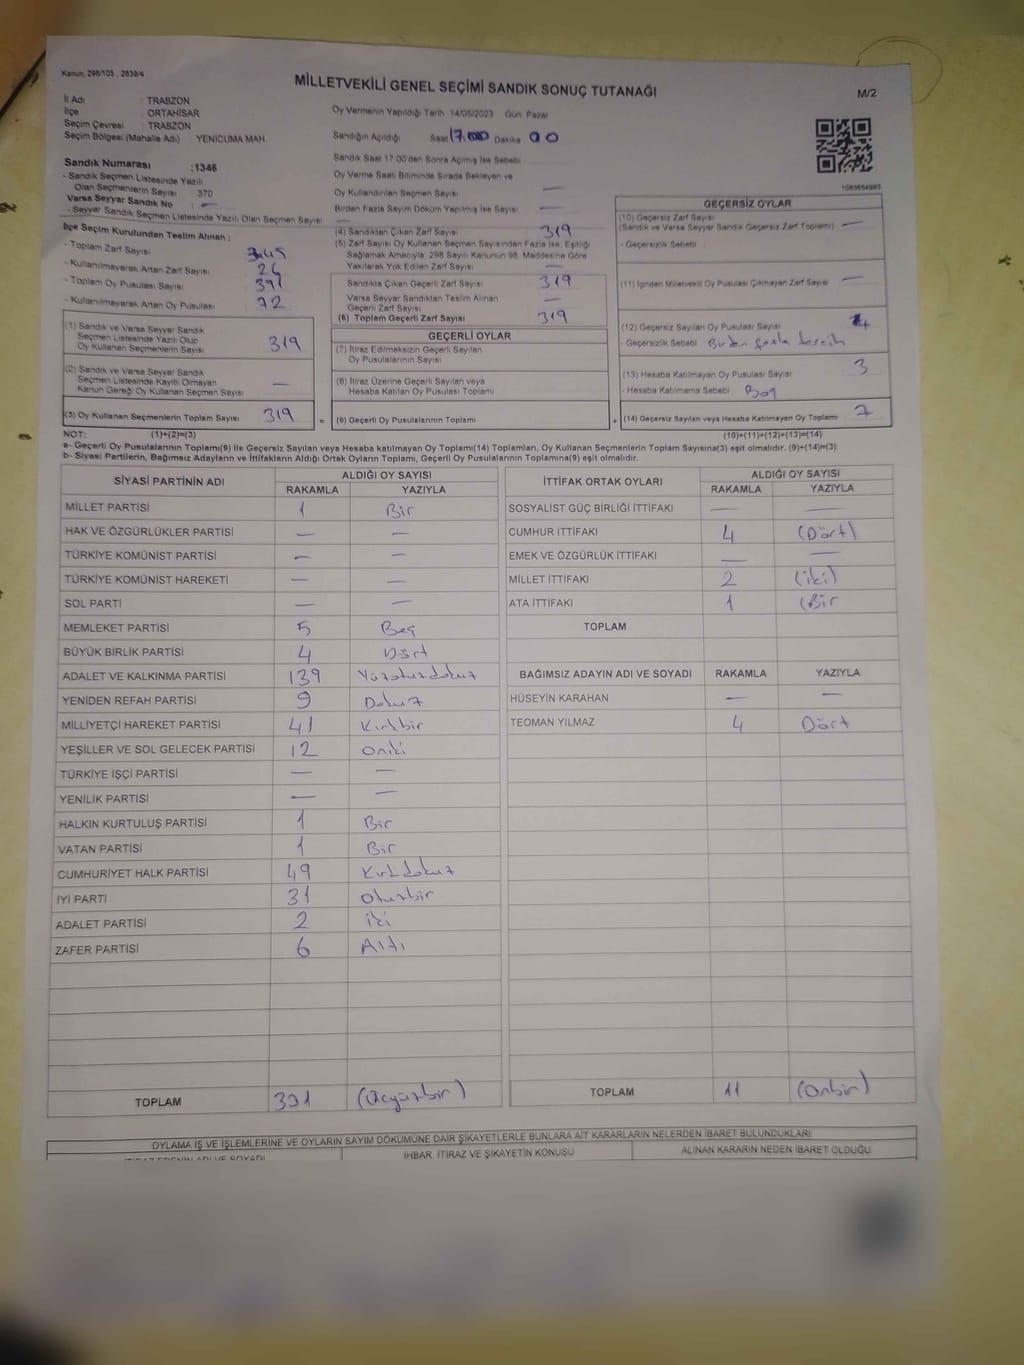 Kanun, 298/105 , 2839/4
MİLLETVEKİLİ GENEL SEÇİMİ SANDIK SONUÇ TUTANAĞI
M/2
İl Adı : TRABZON
İlçe : ORTAHİSAR
Seçim Çevresi : TRABZON
Seçim Bölgesi (Mahalle Adı) YENİCUMA MAH.
Oy Vermenin Yapıldığı Tarih 14/05/2023 Gün Pazar
Sandığın Açıldığı Saat 17.00 Dakika 00
Sandık Saat 17:00'den Sonra Açılmış İse Sebebi
Oy Verme Saati Bitiminde Sırada Bekleyen ve
Oy Kullandırılan Seçmen Sayısı —
Birden Fazla Sayım Döküm Yapılmış İse Sayısı —
Sandık Numarası : 1346
- Sandık Seçmen Listesinde Yazılı
Olan Seçmenlerin Sayısı 370
Varsa Seyyar Sandık No : —
- Seyyar Sandık Seçmen Listesinde Yazılı Olan Seçmen Sayısı —
İlçe Seçim Kurulundan Teslim Alınan ;
- Toplam Zarf Sayısı
- Kullanılmayarak Artan Zarf Sayısı
- Toplam Oy Pusulası Sayısı 391
- Kullanılmayarak Artan Oy Pusulası 72
(1) Sandık ve Varsa Seyyar Sandık
Seçmen Listesinde Yazılı Olup
Oy Kullanan Seçmenlerin Sayısı 319
(2) Sandık ve Varsa Seyyar Sandık
Seçmen Listesinde Kayıtlı Olmayan
Kanun Gereği Oy Kullanan Seçmen Sayısı —
(3) Oy Kullanan Seçmenlerin Toplam Sayısı 319
(4) Sandıktan Çıkan Zarf Sayısı 319
(5) Zarf Sayısı Oy Kullanan Seçmen Sayısından Fazla İse, Eşitliği
Sağlamak Amacıyla, 298 Sayılı Kanunun 98. Maddesine Göre
Yakılarak Yok Edilen Zarf Sayısı —
Sandıkta Çıkan Geçerli Zarf Sayısı 319
Varsa Seyyar Sandıktan Teslim Alınan
Geçerli Zarf Sayısı —
(6) Toplam Geçerli Zarf Sayısı 319
GEÇERLİ OYLAR
(7) İtiraz Edilmeksizin Geçerli Sayılan
Oy Pusulalarının Sayısı
(8) İtiraz Üzerine Geçerli Sayılan veya
Hesaba Katılan Oy Pusulası Toplamı
= (9) Geçerli Oy Pusulalarının Toplamı
GEÇERSİZ OYLAR
(10) Geçersiz Zarf Sayısı
(Sandık ve Varsa Seyyar Sandık Geçersiz Zarf Toplamı) —
- Geçersizlik Sebebi
(11) İçinden Milletvekili Oy Pusulası Çıkmayan Zarf Sayısı —
(12) Geçersiz Sayılan Oy Pusulası Sayısı 4
- Geçersizlik Sebebi Birden fazla tercih
(13) Hesaba Katılmayan Oy Pusulası Sayısı 3
- Hesaba Katılmama Sebebi Boş
+ (14) Geçersiz Sayılan veya Hesaba Katılmayan Oy Toplamı 7
NOT: (1)+(2)=(3) (10)+(11)+(12)+(13)=(14)
a- Geçerli Oy Pusulalarının Toplamı(9) ile Geçersiz Sayılan veya Hesaba katılmayan Oy Toplamı(14) Toplamları, Oy Kullanan Seçmenlerin Toplam Sayısına(3) eşit olmalıdır. (9)+(14)=(3)
b- Siyasi Partilerin, Bağımsız Adayların ve İttifakların Aldığı Ortak Oyların Toplamı, Geçerli Oy Pusulalarının Toplamına(9) eşit olmalıdır.
SİYASİ PARTİNİN ADI ALDIĞI OY SAYISI
RAKAMLA YAZIYLA
MİLLET PARTİSİ 1 Bir
HAK VE ÖZGÜRLÜKLER PARTİSİ — —
TÜRKİYE KOMÜNİST PARTİSİ — —
TÜRKİYE KOMÜNİST HAREKETİ — —
SOL PARTİ — —
MEMLEKET PARTİSİ 5 Beş
BÜYÜK BİRLİK PARTİSİ 4 Dört
ADALET VE KALKINMA PARTİSİ 139 Yüzotuzdokuz
YENİDEN REFAH PARTİSİ 9 Dokuz
MİLLİYETÇİ HAREKET PARTİSİ 41 Kırkbir
YEŞİLLER VE SOL GELECEK PARTİSİ 12 Oniki
TÜRKİYE İŞÇİ PARTİSİ — —
YENİLİK PARTİSİ — —
HALKIN KURTULUŞ PARTİSİ 1 Bir
VATAN PARTİSİ 1 Bir
CUMHURİYET HALK PARTİSİ 49 Kırkdokuz
İYİ PARTİ 31 Otuzbir
ADALET PARTİSİ 2 iki
ZAFER PARTİSİ 6 Altı
TOPLAM 301 (Üçyüzbir)
İTTİFAK ORTAK OYLARI ALDIĞI OY SAYISI
RAKAMLA YAZIYLA
SOSYALİST GÜÇ BİRLİĞİ İTTİFAKI — —
CUMHUR İTTİFAKI 4 (Dört)
EMEK VE ÖZGÜRLÜK İTTİFAKI — —
MİLLET İTTİFAKI 2 (iki)
ATA İTTİFAKI 1 (Bir
TOPLAM
BAĞIMSIZ ADAYIN ADI VE SOYADI RAKAMLA YAZIYLA
HÜSEYİN KARAHAN — —
TEOMAN YILMAZ 4 Dört
TOPLAM 11 (Onbir)
OYLAMA İŞ VE İŞLEMLERİNE VE OYLARIN SAYIM DÖKÜMÜNE DAİR ŞİKAYETLERLE BUNLARA AİT KARARLARIN NELERDEN İBARET BULUNDUKLARI
İTİRAZ EDENİN ADI VE SOYADI İHBAR, İTİRAZ VE ŞİKAYETİN KONUSU ALINAN KARARIN NEDEN İBARET OLDUĞU